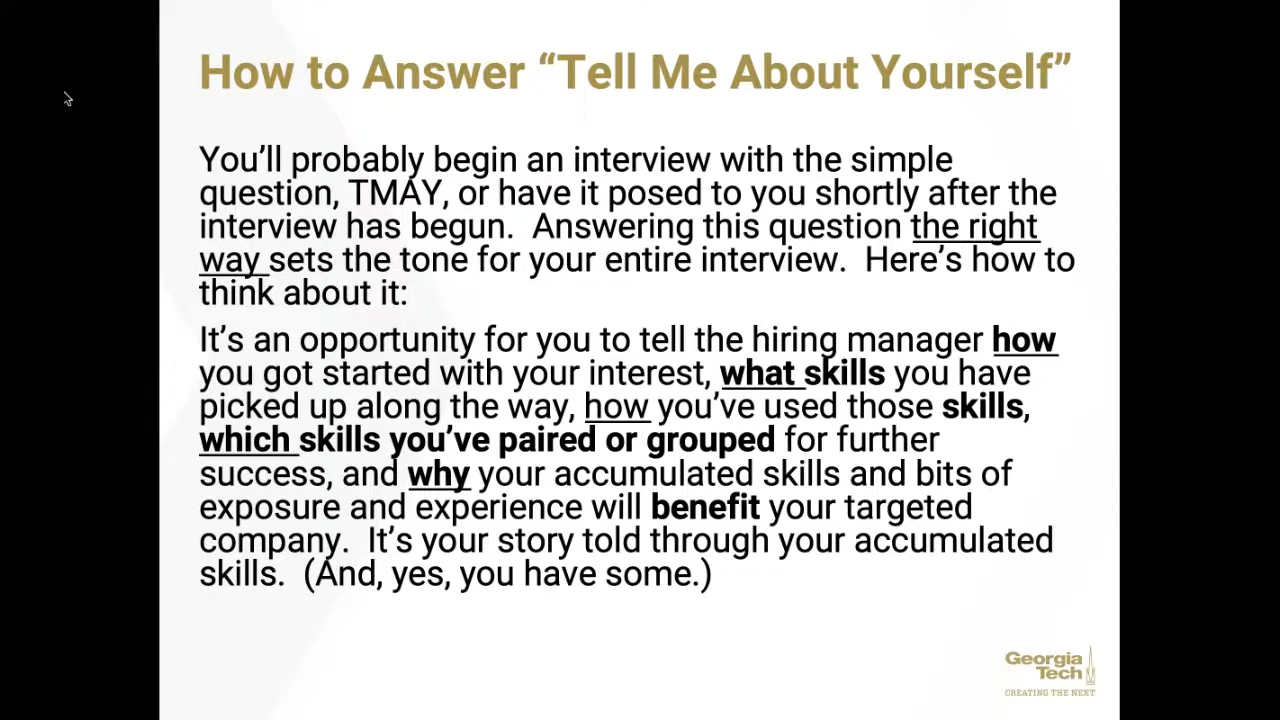 How to Answer “Tell Me About Yourself”
You’ll probably begin an interview with the simple
question, TMAY, or have it posed to you shortly after the
interview has begun.  Answering this question the right
way sets the tone for your entire interview.  Here’s how to
think about it:
It’s an opportunity for you to tell the hiring manager how
you got started with your interest, what skills you have
picked up along the way, how you’ve used those skills,
which skills you’ve paired or grouped for further
success, and why your accumulated skills and bits of
exposure and experience will benefit your targeted
company.  It’s your story told through your accumulated
skills.  (And, yes, you have some.)
Georgia
Tech
CREATING THE NEXT